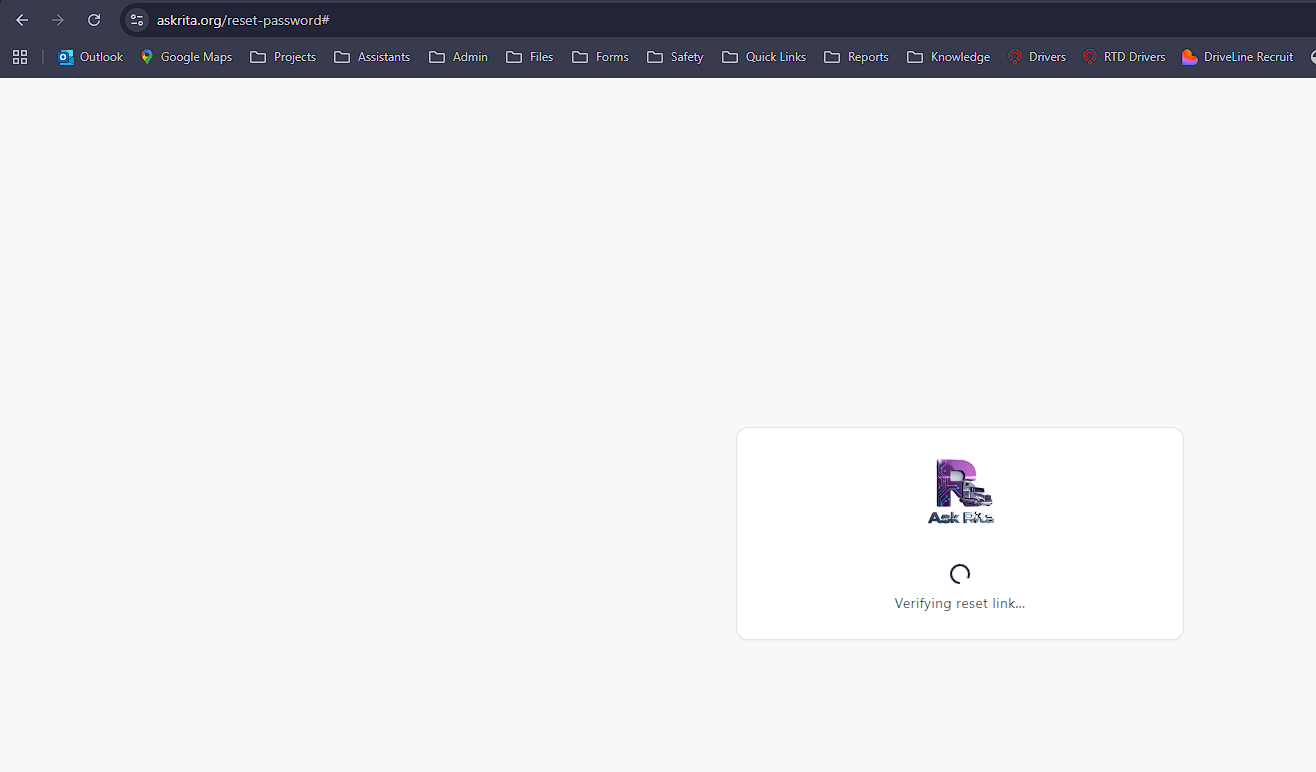 askrita.org/reset-password#
Outlook Google Maps Projects Assistants Admin Files Forms Safety Quick Links Reports Knowledge Drivers RTD Drivers DriveLine Recruit
Ask Rita
Verifying reset link...